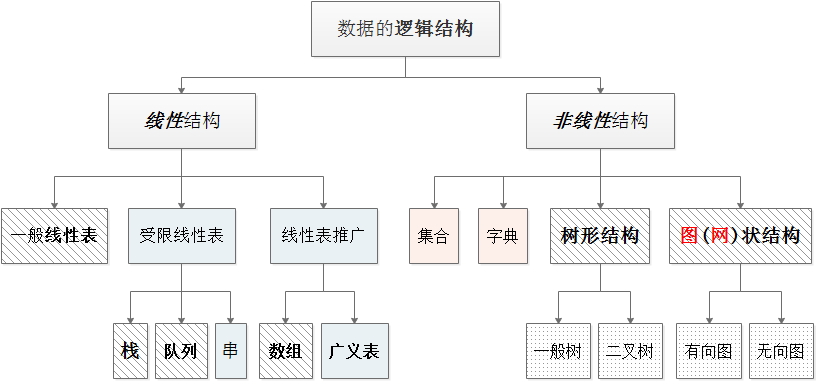 数据的逻辑结构
线性结构
非线性结构
一般线性表
受限线性表
线性表推广
集合
字典
树形结构
图(网)状结构
栈
队列
串
数组
广义表
一般树
二叉树
有向图
无向图